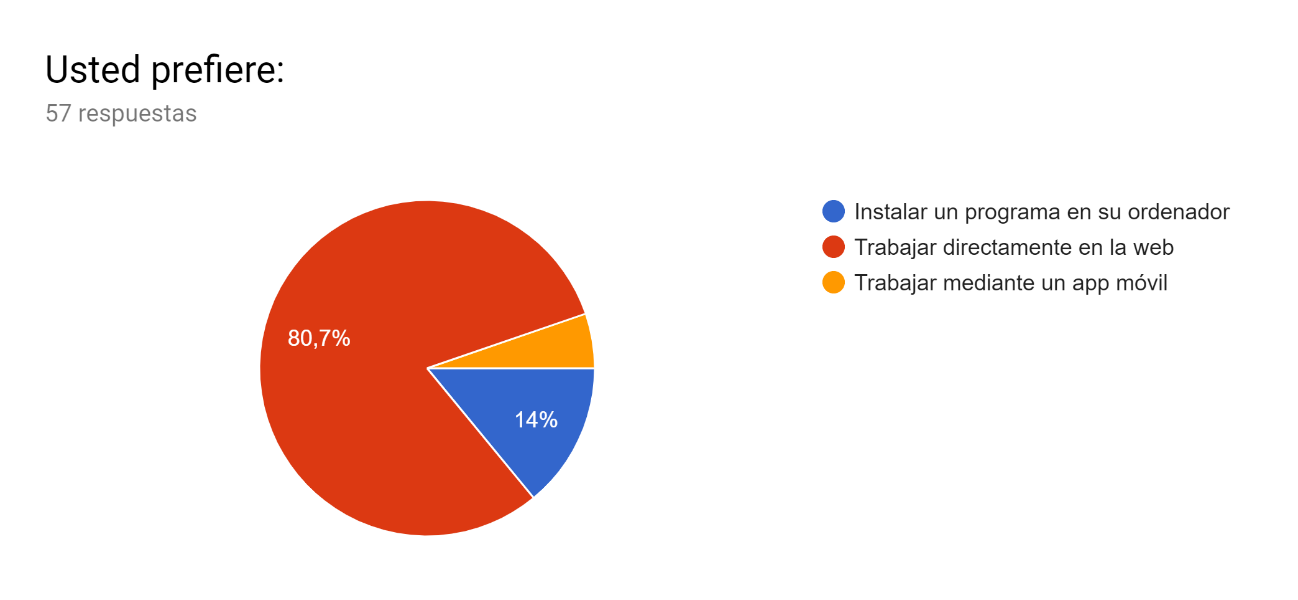 Usted prefiere:
57 respuestas
Instalar un programa en su ordenador
Trabajar directamente en la web
Trabajar mediante un app móvil
80,7%
14%